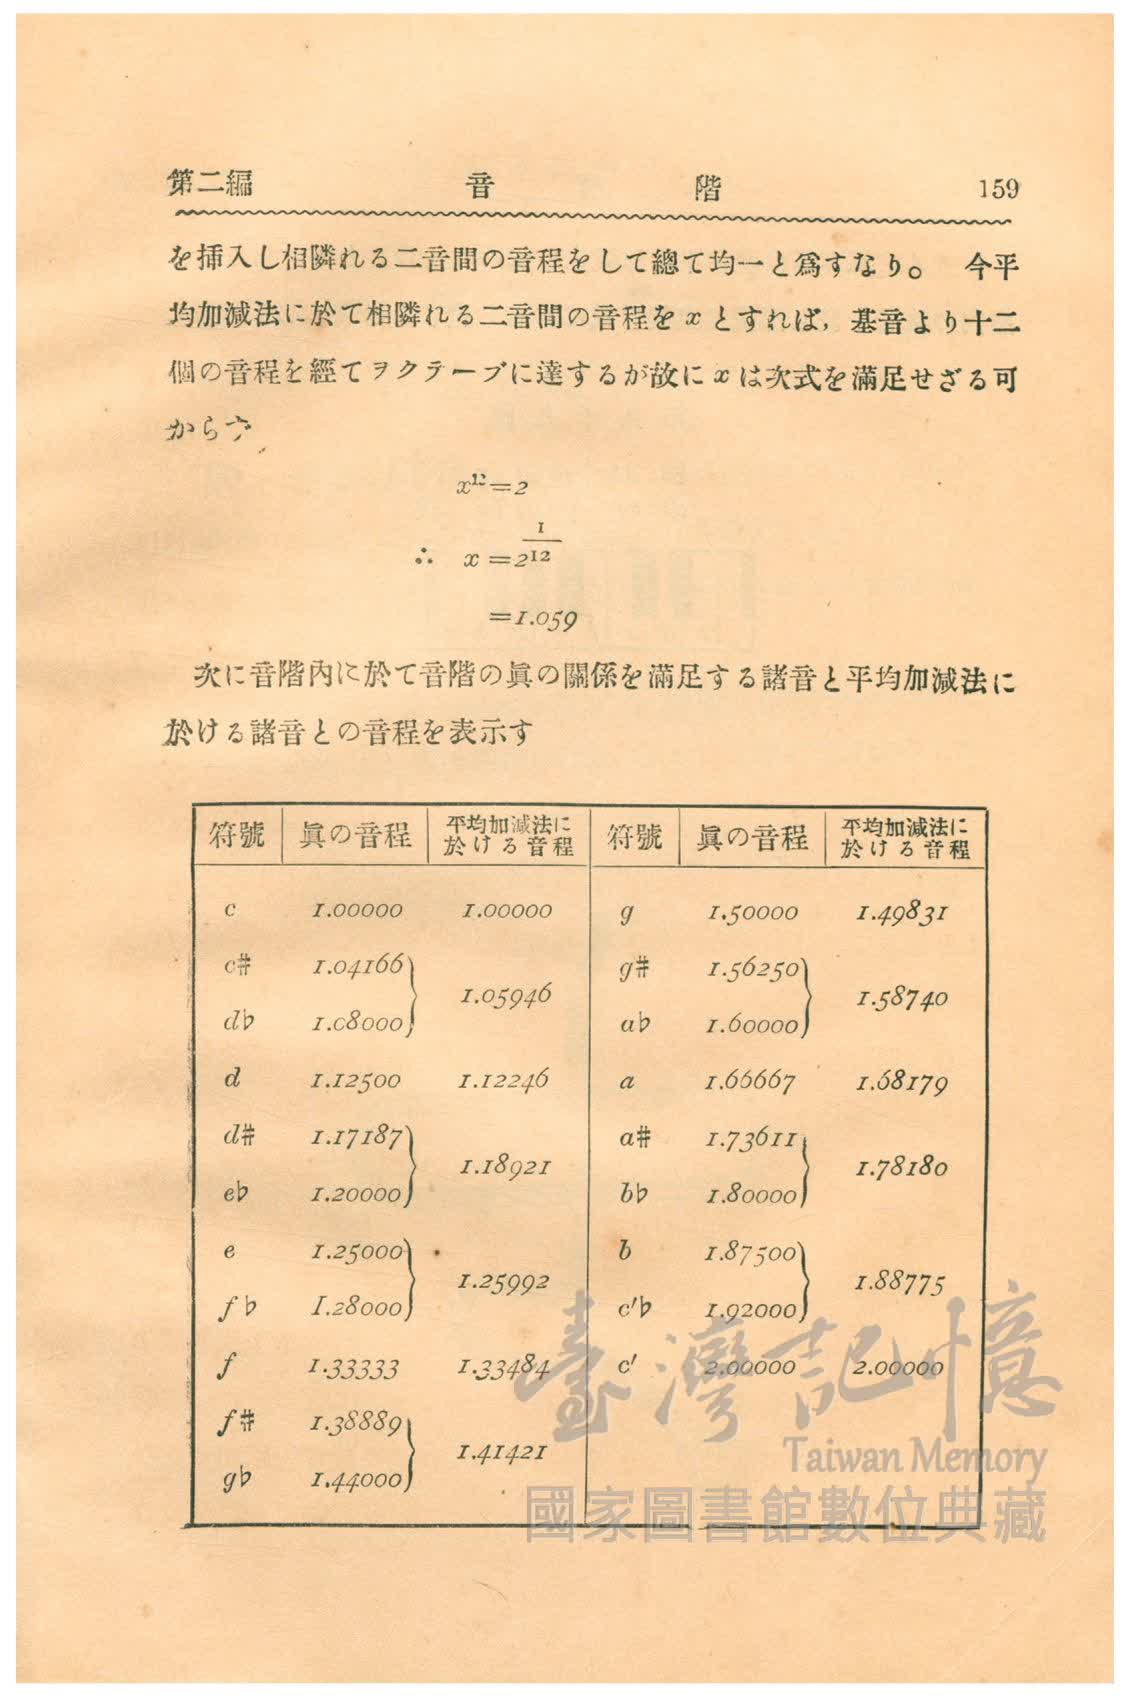 第二編 音 階 159
を挿入し相隣れる二音間の音程をして總て均一と爲すなり。 今平
均加減法に於て相隣れる二音間の音程を x とすれば, 基音より十二
個の音程を經てヲクテーブに達するが故に x は次式を滿足せざる可
からず
x¹²=2
∴ x =2^(1/12)
=1.059
次に音階內に於て音階の眞の關係を滿足する諸音と平均加減法に
於ける諸音との音程を表示す
符號 眞の音程 平均加減法に於ける音程 符號 眞の音程 平均加減法に於ける音程
c 1.00000 1.00000 g 1.50000 1.49831
c# 1.04166 g# 1.56250
1.05946 1.58740
d♭ 1.08000 a♭ 1.60000
d 1.12500 1.12246 a 1.66667 1.68179
d# 1.17187 a# 1.73611
1.18921 1.78180
e♭ 1.20000 b♭ 1.80000
e 1.25000 b 1.87500
1.25992 1.88775
f♭ 1.28000 c′♭ 1.92000
f 1.33333 1.33484 c′ 2.00000 2.00000
f# 1.38889
1.41421
g♭ 1.44000
臺灣記憶
Taiwan Memory
國家圖書館數位典藏